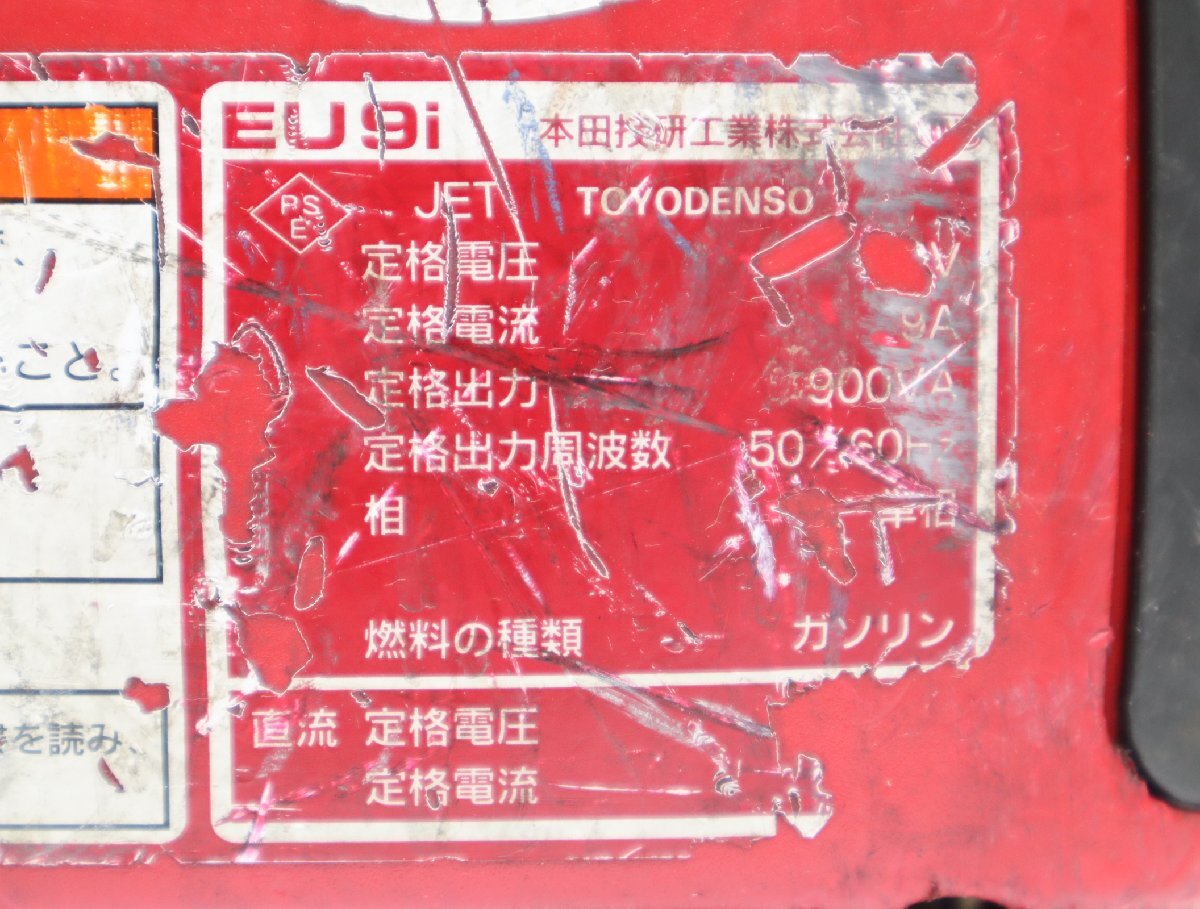 EU9i 本田技研工業株式会社
PS
E
JET TOYODENSO
定格電圧 V
定格電流 9A
定格出力 900VA
定格出力周波数 50/60Hz
相 単相
燃料の種類 ガソリン
直流 定格電圧
定格電流
こと。
を読み、